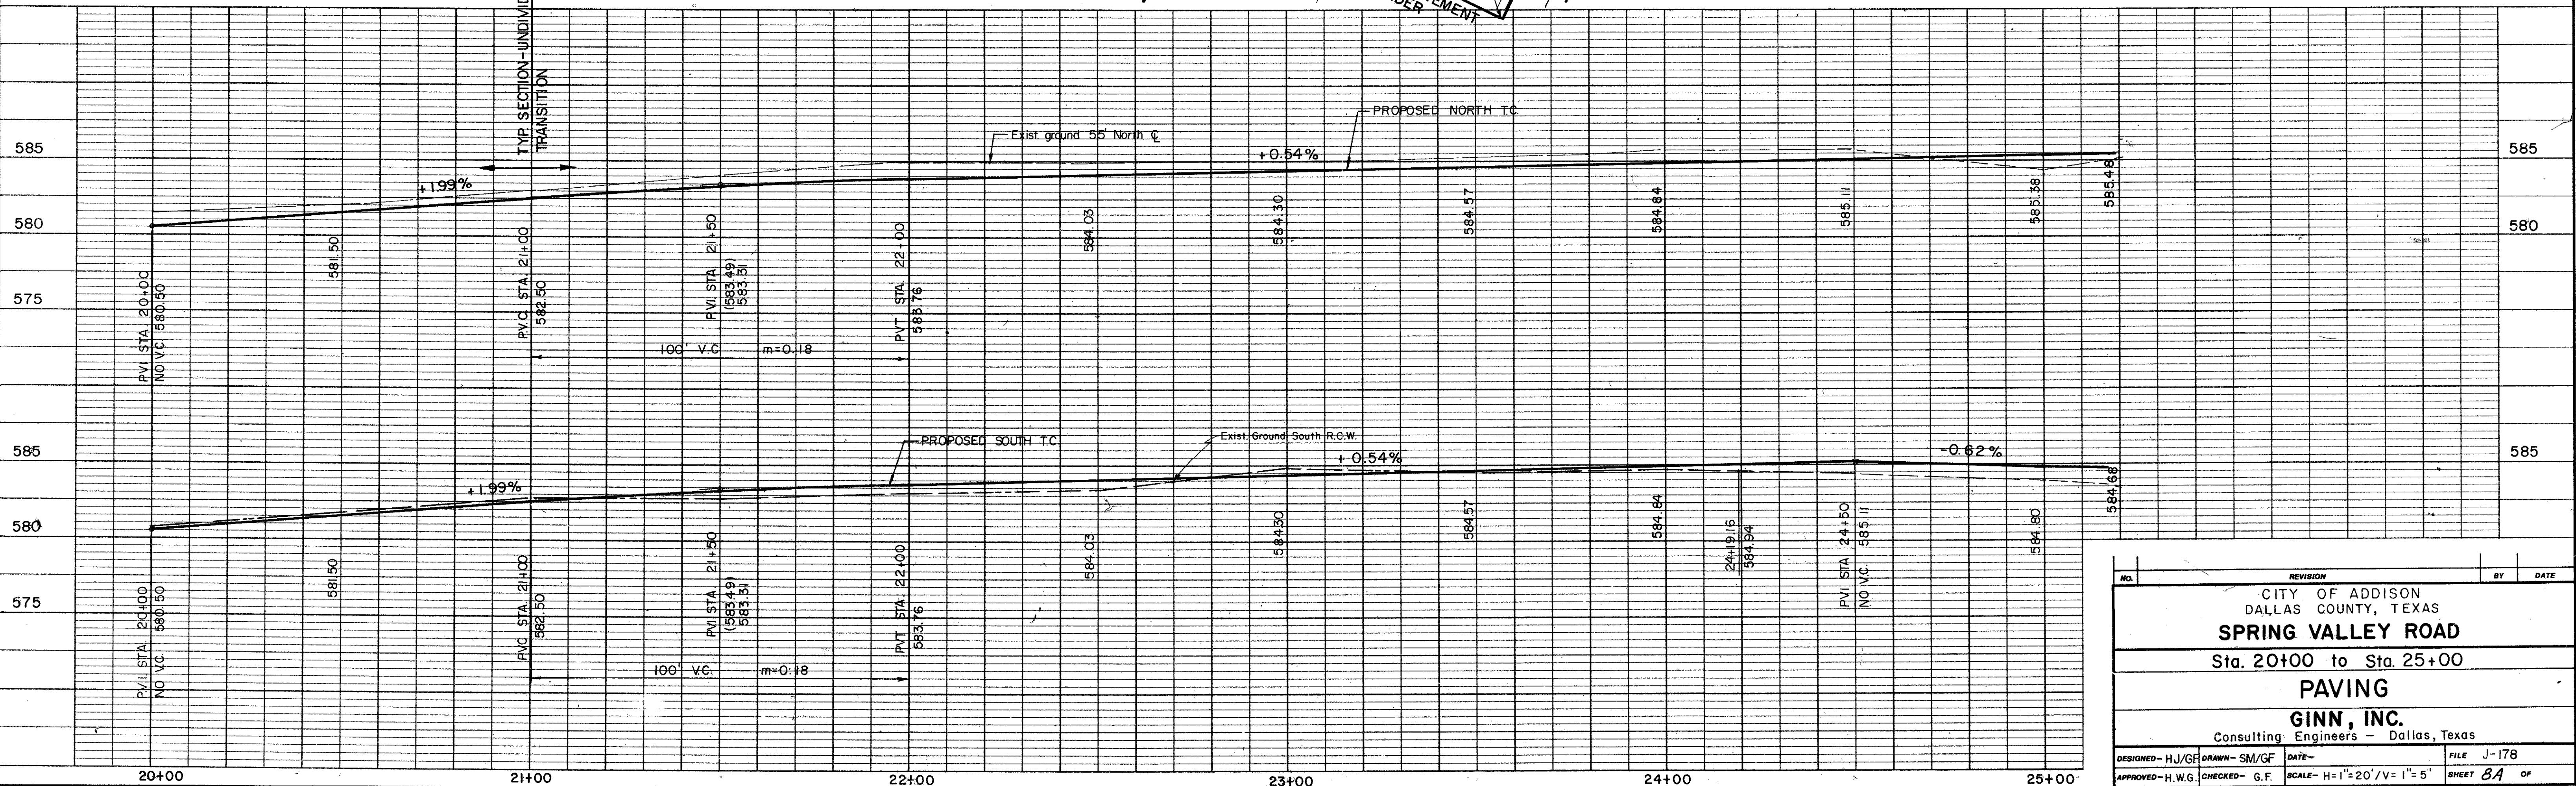 TYP. SECTION-UNDIVID
TRANSITION
EMENT
DER
585
580
575
585
580
575
585
580
585
+1.99%
Exist. ground 55' North ℄
+0.54%
PROPOSED NORTH T.C.
PVI STA. 20+00
NO V.C. 580.50
581.50
P.V.C. STA. 21+00
582.50
P.V.I. STA. 21+50
(583.49)
583.31
PVT STA. 22+00
583.76
584.03
584.30
584.57
584.84
585.11
585.38
585.48
100' V.C. m=0.18
+1.99%
PROPOSED SOUTH T.C.
Exist. Ground South R.O.W.
+0.54%
-0.62%
P.V.I. STA. 20+00
NO V.C. 580.50
581.50
PVC STA. 21+00
582.50
PVI STA. 21+50
(583.49)
583.31
PVT STA. 22+00
583.76
584.03
584.30
584.57
584.84
24+19.16
584.94
PVI STA. 24+50
NO V.C. 585.11
584.80
584.68
100' V.C. m=0.18
20+00 21+00 22+00 23+00 24+00 25+00
NO. REVISION BY DATE
CITY OF ADDISON
DALLAS COUNTY, TEXAS
SPRING VALLEY ROAD
Sta. 20+00 to Sta. 25+00
PAVING
GINN, INC.
Consulting Engineers - Dallas, Texas
DESIGNED- HJ/GF DRAWN- SM/GF DATE- FILE J-178
APPROVED- H.W.G. CHECKED- G.F. SCALE- H=1"=20'/V=1"=5' SHEET 8A OF